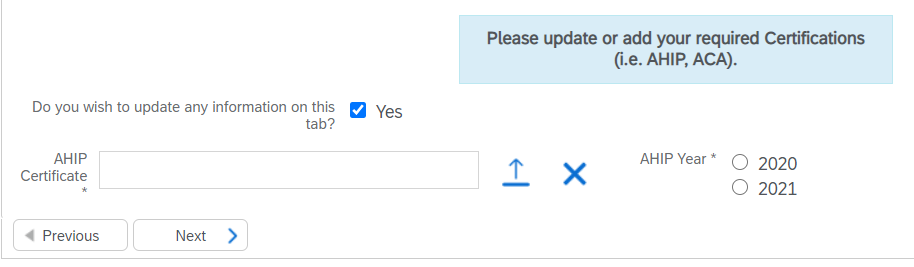 Please update or add your required Certifications
(i.e. AHIP, ACA).
Do you wish to update any information on this
tab?
Yes
AHIP
Certificate
*
AHIP Year *
2020
2021
Previous
Next